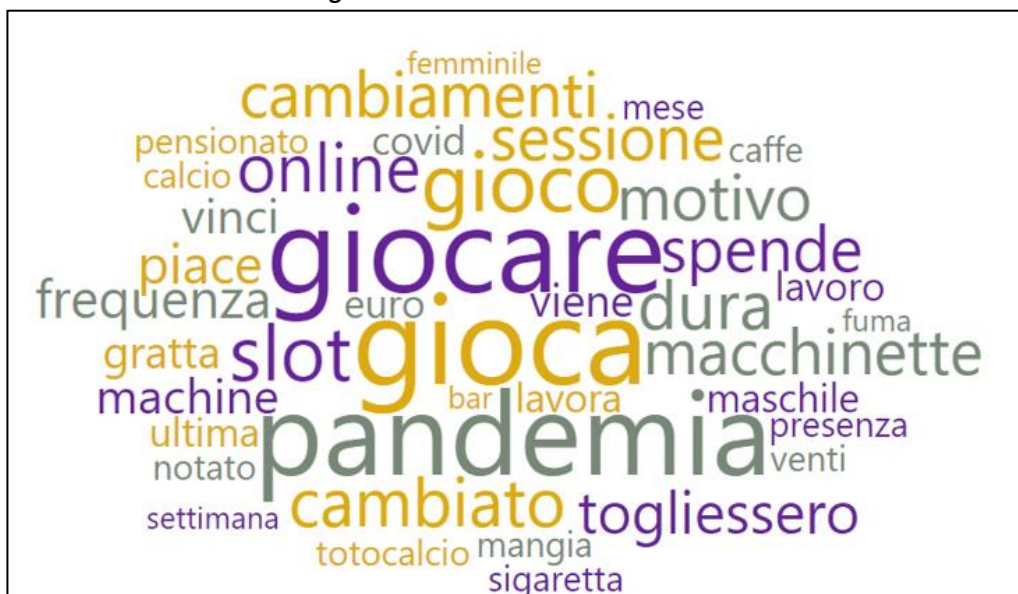 femminile
cambiamenti mese
pensionato covid sessione caffe
calcio online gioco motivo
vinci giocare spende
piace lavoro
frequenza euro viene dura fuma
gratta slot gioca macchinette
machine bar lavora maschile
ultima pandemia presenza
notato venti
settimana cambiato togliessero
totocalcio mangia
sigaretta